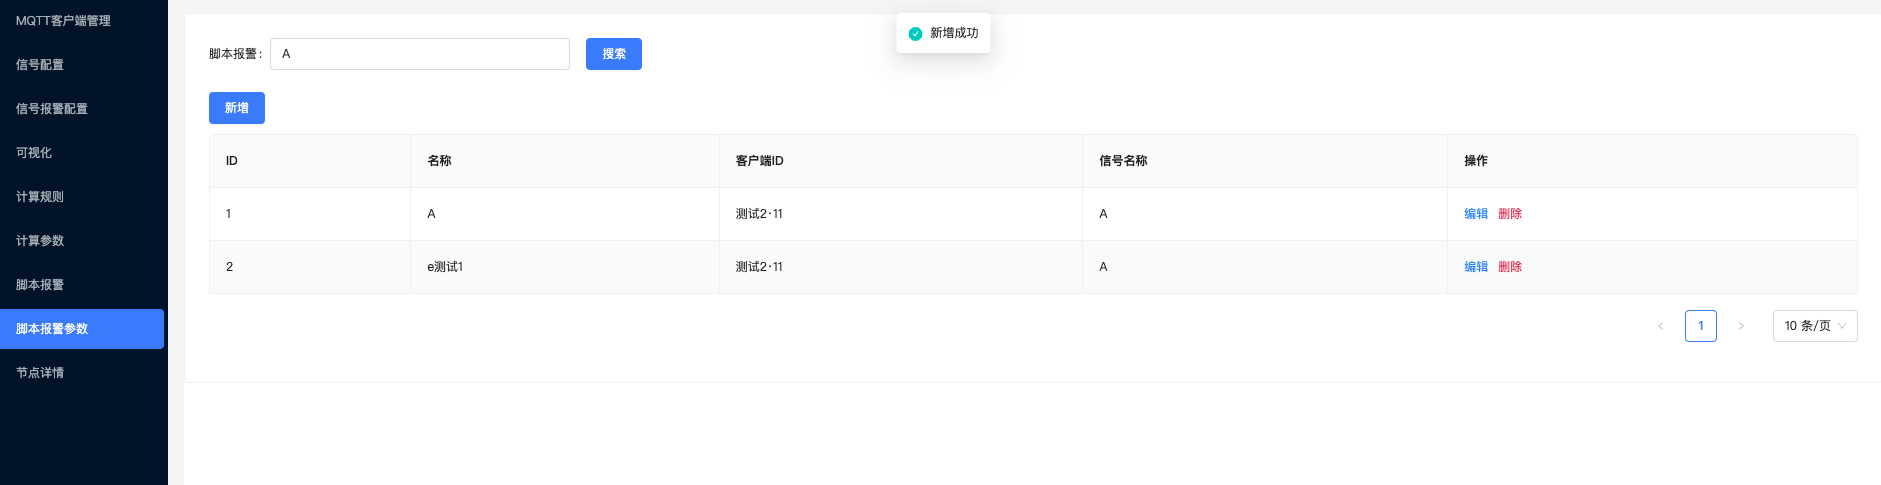 MQTT客户端管理
信号配置
信号报警配置
可视化
计算规则
计算参数
脚本报警
脚本报警参数
节点详情
新增成功
脚本报警: A 搜索
新增
ID 名称 客户端ID 信号名称 操作
1 A 测试2·11 A 编辑 删除
2 e测试1 测试2·11 A 编辑 删除
< 1 > 10 条/页